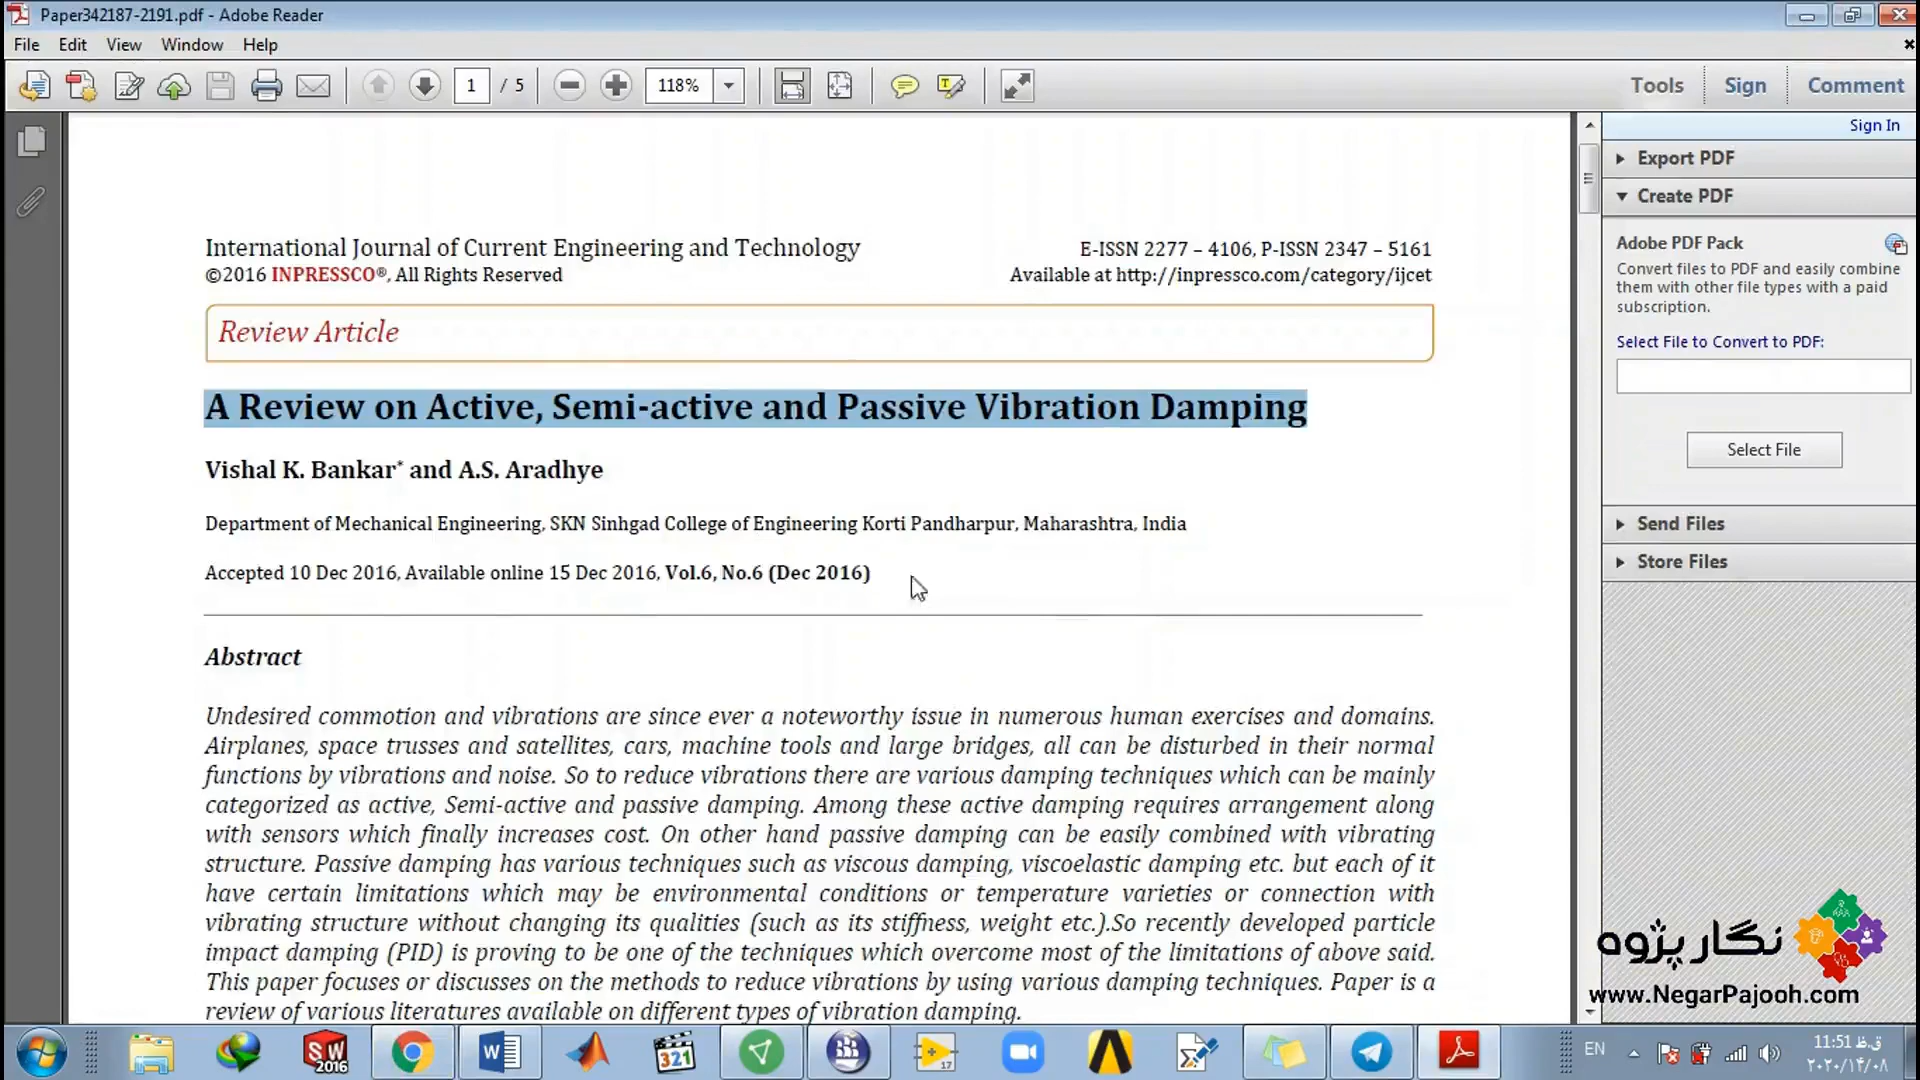 Paper342187-2191.pdf - Adobe Reader
File Edit View Window Help
1 / 5 118% Tools Sign Comment
Sign In
Export PDF
Create PDF
Adobe PDF Pack
Convert files to PDF and easily combine
them with other file types with a paid
subscription.
Select File to Convert to PDF:
Select File
Send Files
Store Files
International Journal of Current Engineering and Technology
©2016 INPRESSCO®, All Rights Reserved
E-ISSN 2277 – 4106, P-ISSN 2347 – 5161
Available at http://inpressco.com/category/ijcet
Review Article
A Review on Active, Semi-active and Passive Vibration Damping
Vishal K. Bankar* and A.S. Aradhye
Department of Mechanical Engineering, SKN Sinhgad College of Engineering Korti Pandharpur, Maharashtra, India
Accepted 10 Dec 2016, Available online 15 Dec 2016, Vol.6, No.6 (Dec 2016)
Abstract
Undesired commotion and vibrations are since ever a noteworthy issue in numerous human exercises and domains.
Airplanes, space trusses and satellites, cars, machine tools and large bridges, all can be disturbed in their normal
functions by vibrations and noise. So to reduce vibrations there are various damping techniques which can be mainly
categorized as active, Semi-active and passive damping. Among these active damping requires arrangement along
with sensors which finally increases cost. On other hand passive damping can be easily combined with vibrating
structure. Passive damping has various techniques such as viscous damping, viscoelastic damping etc. but each of it
have certain limitations which may be environmental conditions or temperature varieties or connection with
vibrating structure without changing its qualities (such as its stiffness, weight etc.).So recently developed particle
impact damping (PID) is proving to be one of the techniques which overcome most of the limitations of above said.
This paper focuses or discusses on the methods to reduce vibrations by using various damping techniques. Paper is a
review of various literatures available on different types of vibration damping.
نگار پژوه
www.NegarPajooh.com
SW
2016
W
321
17
EN
11:51 ق.ظ
۲۰۲۰/۱۴/۰۸